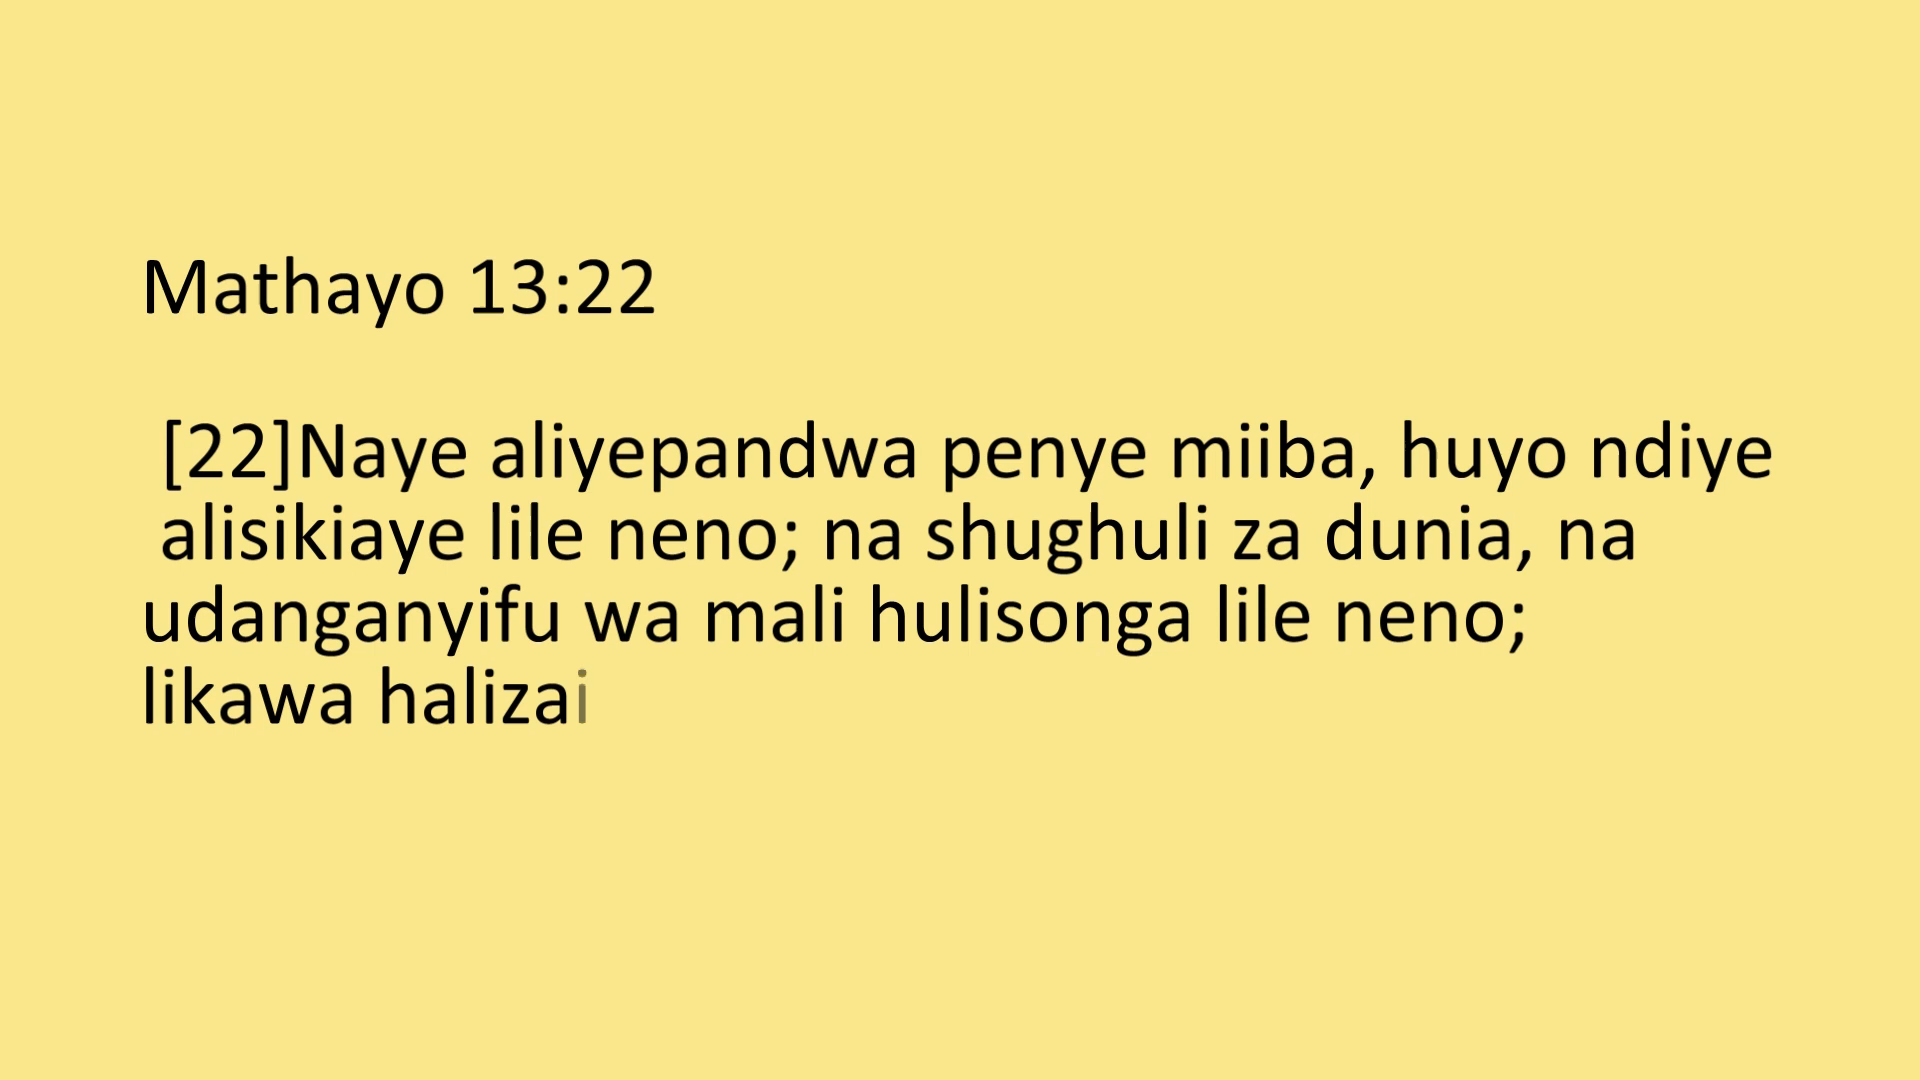 Mathayo 13:22
[22]Naye aliyepandwa penye miiba, huyo ndiye
alisikiaye lile neno; na shughuli za dunia, na
udanganyifu wa mali hulisonga lile neno;
likawa halizai